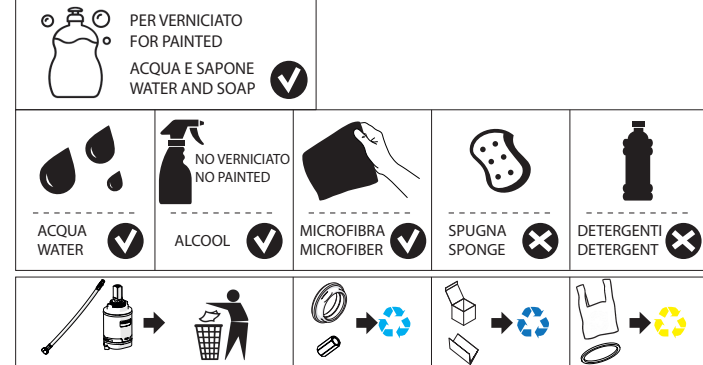 PER VERNICIATO
FOR PAINTED
ACQUA E SAPONE
WATER AND SOAP
NO VERNICIATO
NO PAINTED
ACQUA
WATER
ALCOOL
MICROFIBRA
MICROFIBER
SPUGNA
SPONGE
DETERGENTI
DETERGENT